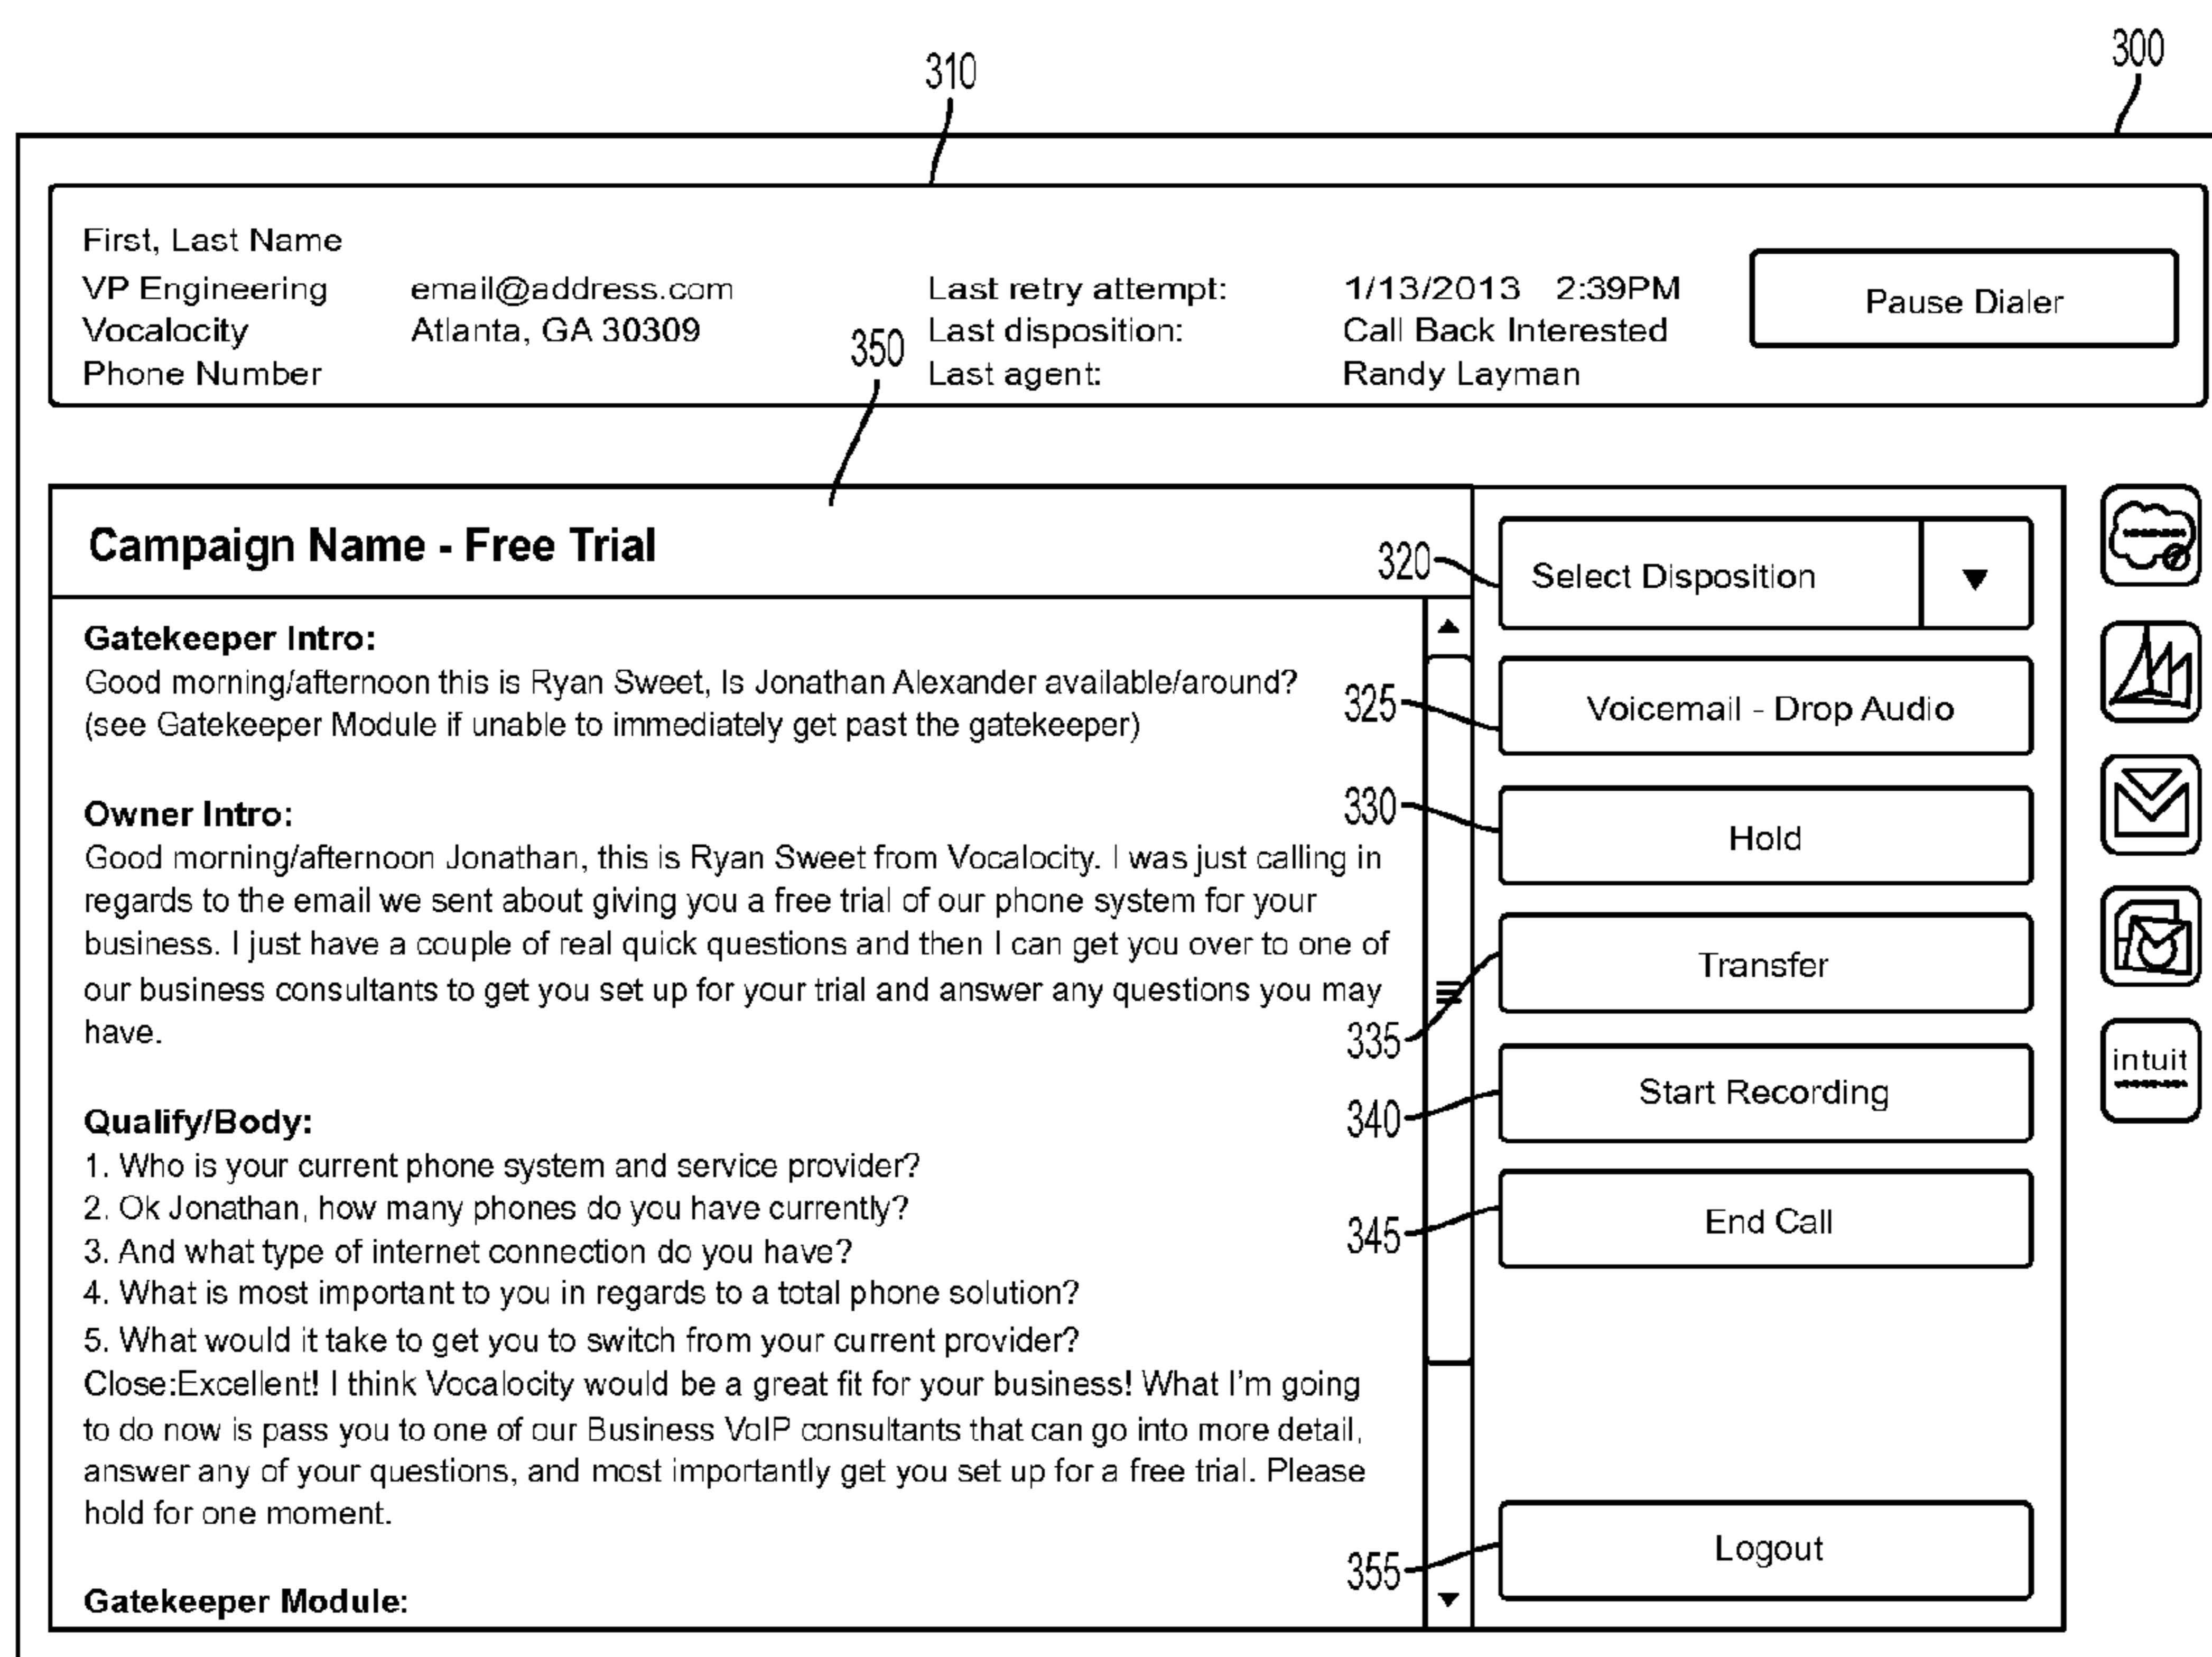 300
310
First, Last Name
VP Engineering email@address.com Last retry attempt: 1/13/2013 2:39PM
Vocalocity Atlanta, GA 30309 Last disposition: Call Back Interested
Phone Number Last agent: Randy Layman
Pause Dialer
350
Campaign Name - Free Trial
Gatekeeper Intro:
Good morning/afternoon this is Ryan Sweet, Is Jonathan Alexander available/around?
(see Gatekeeper Module if unable to immediately get past the gatekeeper)
Owner Intro:
Good morning/afternoon Jonathan, this is Ryan Sweet from Vocalocity. I was just calling in
regards to the email we sent about giving you a free trial of our phone system for your
business. I just have a couple of real quick questions and then I can get you over to one of
our business consultants to get you set up for your trial and answer any questions you may
have.
Qualify/Body:
1. Who is your current phone system and service provider?
2. Ok Jonathan, how many phones do you have currently?
3. And what type of internet connection do you have?
4. What is most important to you in regards to a total phone solution?
5. What would it take to get you to switch from your current provider?
Close:Excellent! I think Vocalocity would be a great fit for your business! What I'm going
to do now is pass you to one of our Business VoIP consultants that can go into more detail,
answer any of your questions, and most importantly get you set up for a free trial. Please
hold for one moment.
Gatekeeper Module:
320
Select Disposition
325
Voicemail - Drop Audio
330
Hold
335
Transfer
340
Start Recording
345
End Call
355
Logout
intuit